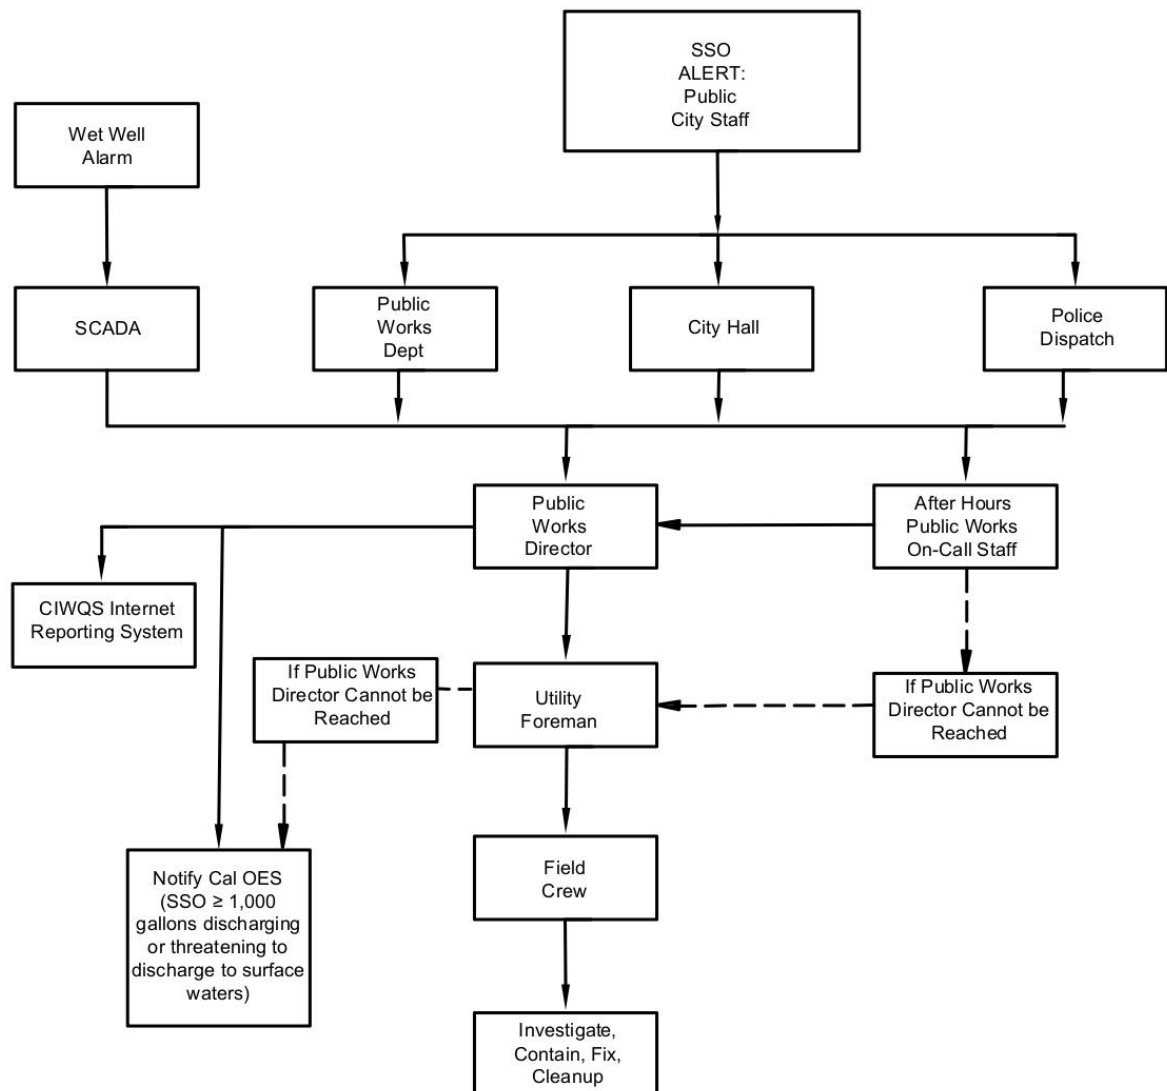 SSO
ALERT:
Public
City Staff
Wet Well
Alarm
SCADA
Public
Works
Dept
City Hall
Police
Dispatch
Public
Works
Director
After Hours
Public Works
On-Call Staff
CIWQS Internet
Reporting System
If Public Works
Director Cannot be
Reached
Utility
Foreman
If Public Works
Director Cannot be
Reached
Notify Cal OES
(SSO ≥ 1,000
gallons discharging
or threatening to
discharge to surface
waters)
Field
Crew
Investigate,
Contain, Fix,
Cleanup